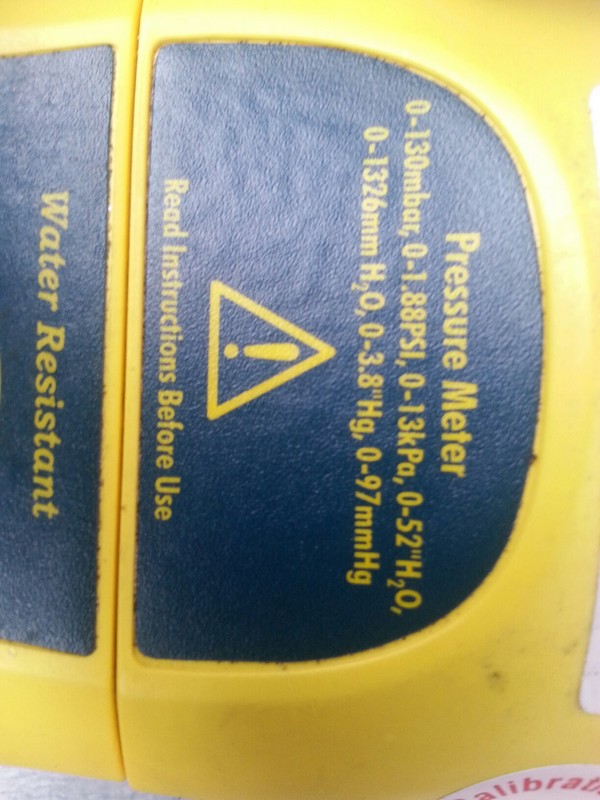 Pressure Meter
0-130mbar, 0-1.88PSI, 0-13kPa, 0-52"H₂O,
0-1326mm H₂O, 0-3.8"Hg, 0-97mmHg
!
Read Instructions Before Use
Water Resistant